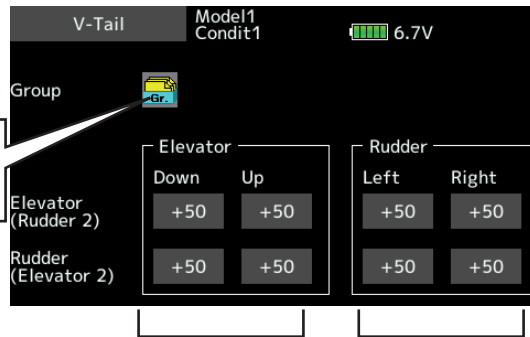 V-Tail
Model1
Condit1
6.7V
Group
Gr.
Elevator
Rudder
Down Up Left Right
Elevator
(Rudder 2)
+50 +50 +50 +50
Rudder
(Elevator 2)
+50 +50 +50 +50